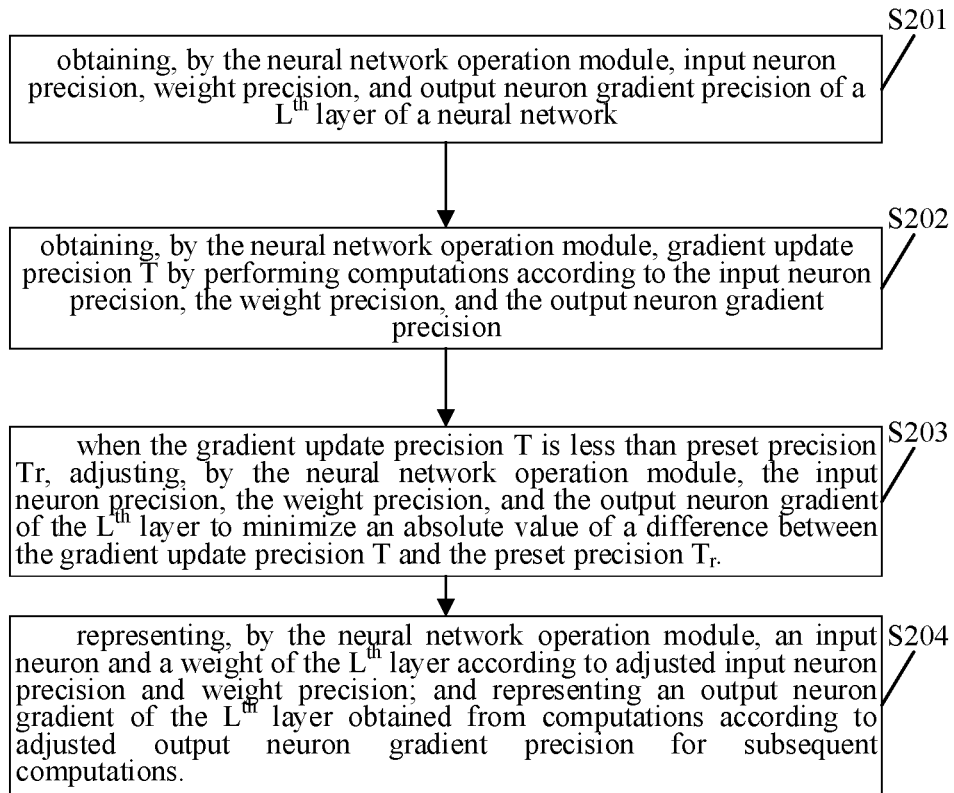 S201
obtaining, by the neural network operation module, input neuron
precision, weight precision, and output neuron gradient precision of a
Lth layer of a neural network
S202
obtaining, by the neural network operation module, gradient update
precision T by performing computations according to the input neuron
precision, the weight precision, and the output neuron gradient
precision
S203
when the gradient update precision T is less than preset precision
Tr, adjusting, by the neural network operation module, the input
neuron precision, the weight precision, and the output neuron gradient
of the Lth layer to minimize an absolute value of a difference between
the gradient update precision T and the preset precision Tr.
S204
representing, by the neural network operation module, an input
neuron and a weight of the Lth layer according to adjusted input neuron
precision and weight precision; and representing an output neuron
gradient of the Lth layer obtained from computations according to
adjusted output neuron gradient precision for subsequent
computations.